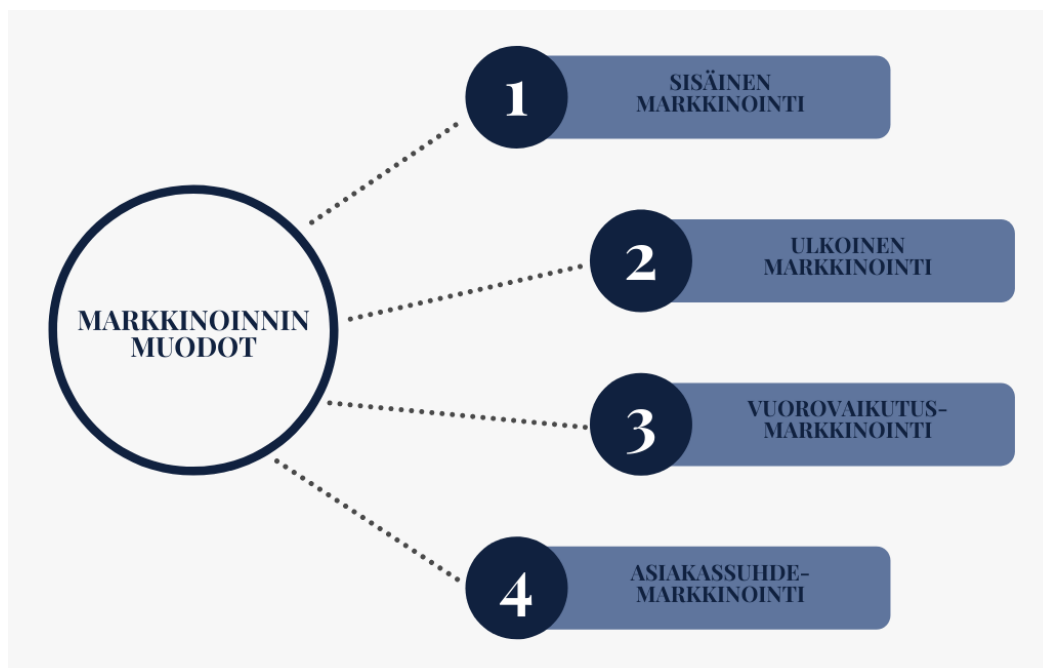 MARKKINOINNIN
MUODOT
1
SISÄINEN
MARKKINOINTI
2
ULKOINEN
MARKKINOINTI
3
VUOROVAIKUTUS-
MARKKINOINTI
4
ASIAKASSUHDE-
MARKKINOINTI